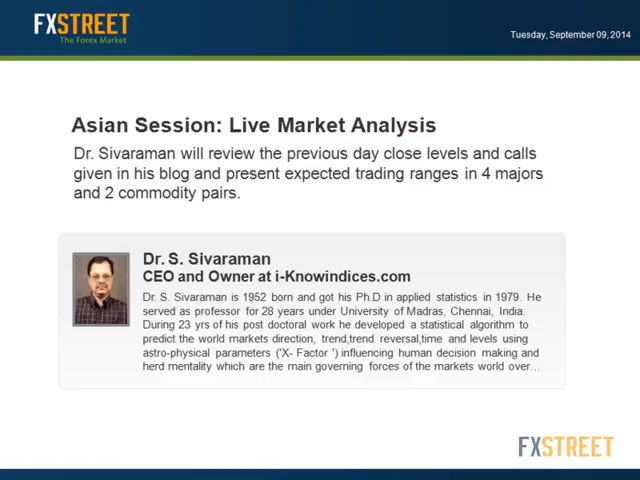 FXSTREET
The Forex Market
Tuesday, September 09, 2014
Asian Session: Live Market Analysis
Dr. Sivaraman will review the previous day close levels and calls
given in his blog and present expected trading ranges in 4 majors
and 2 commodity pairs.
Dr. S. Sivaraman
CEO and Owner at i-Knowindices.com
Dr. S. Sivaraman is 1952 born and got his Ph.D in applied statistics in 1979. He
served as professor for 28 years under University of Madras, Chennai, India.
During 23 yrs of his post doctoral work he developed a statistical algorithm to
predict the world markets direction, trend,trend reversal,time and levels using
astro-physical parameters ('X- Factor ') influencing human decision making and
herd mentality which are the main governing forces of the markets world over…
FXSTREET